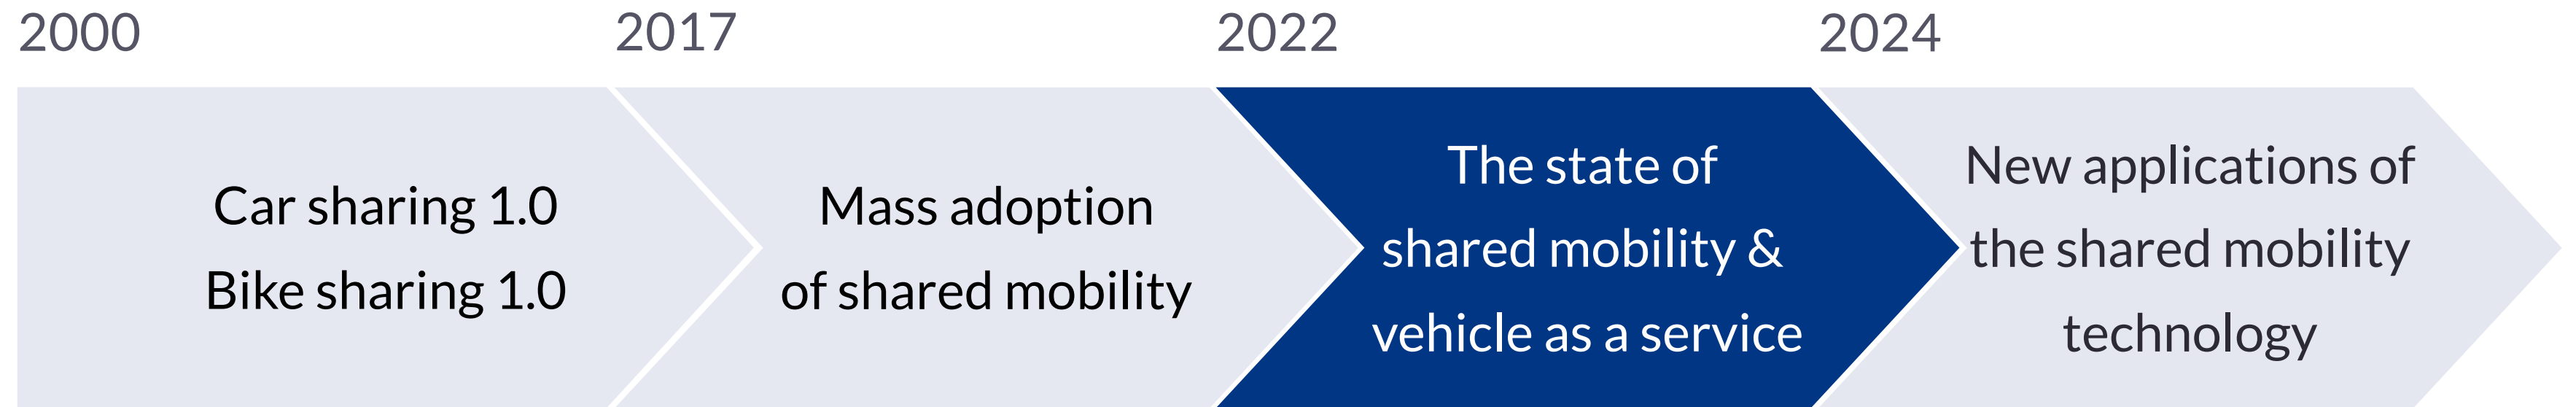 2000
2017
2022
2024
Car sharing 1.0
Bike sharing 1.0
Mass adoption
of shared mobility
The state of
shared mobility &
vehicle as a service
New applications of
the shared mobility
technology